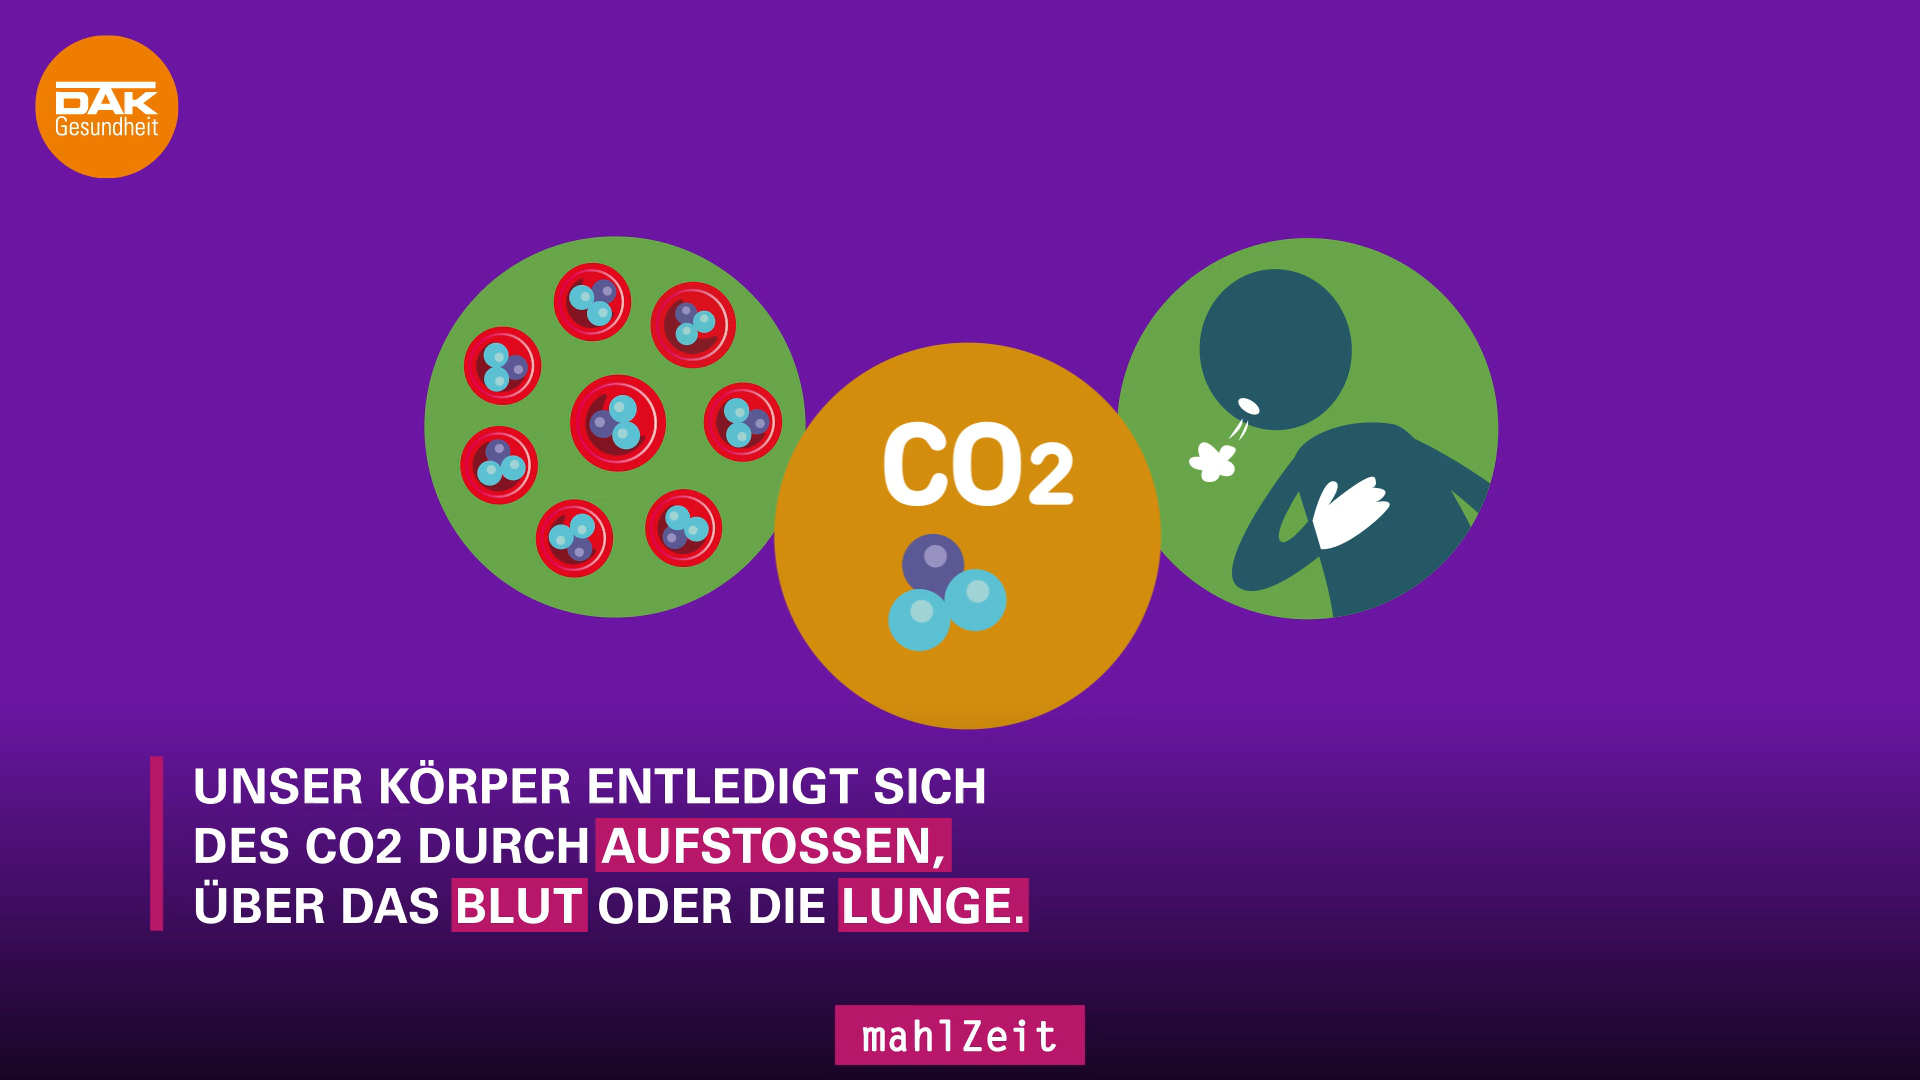 DAK
Gesundheit
CO2
UNSER KÖRPER ENTLEDIGT SICH
DES CO2 DURCH AUFSTOSSEN,
ÜBER DAS BLUT ODER DIE LUNGE.
mahlZeit